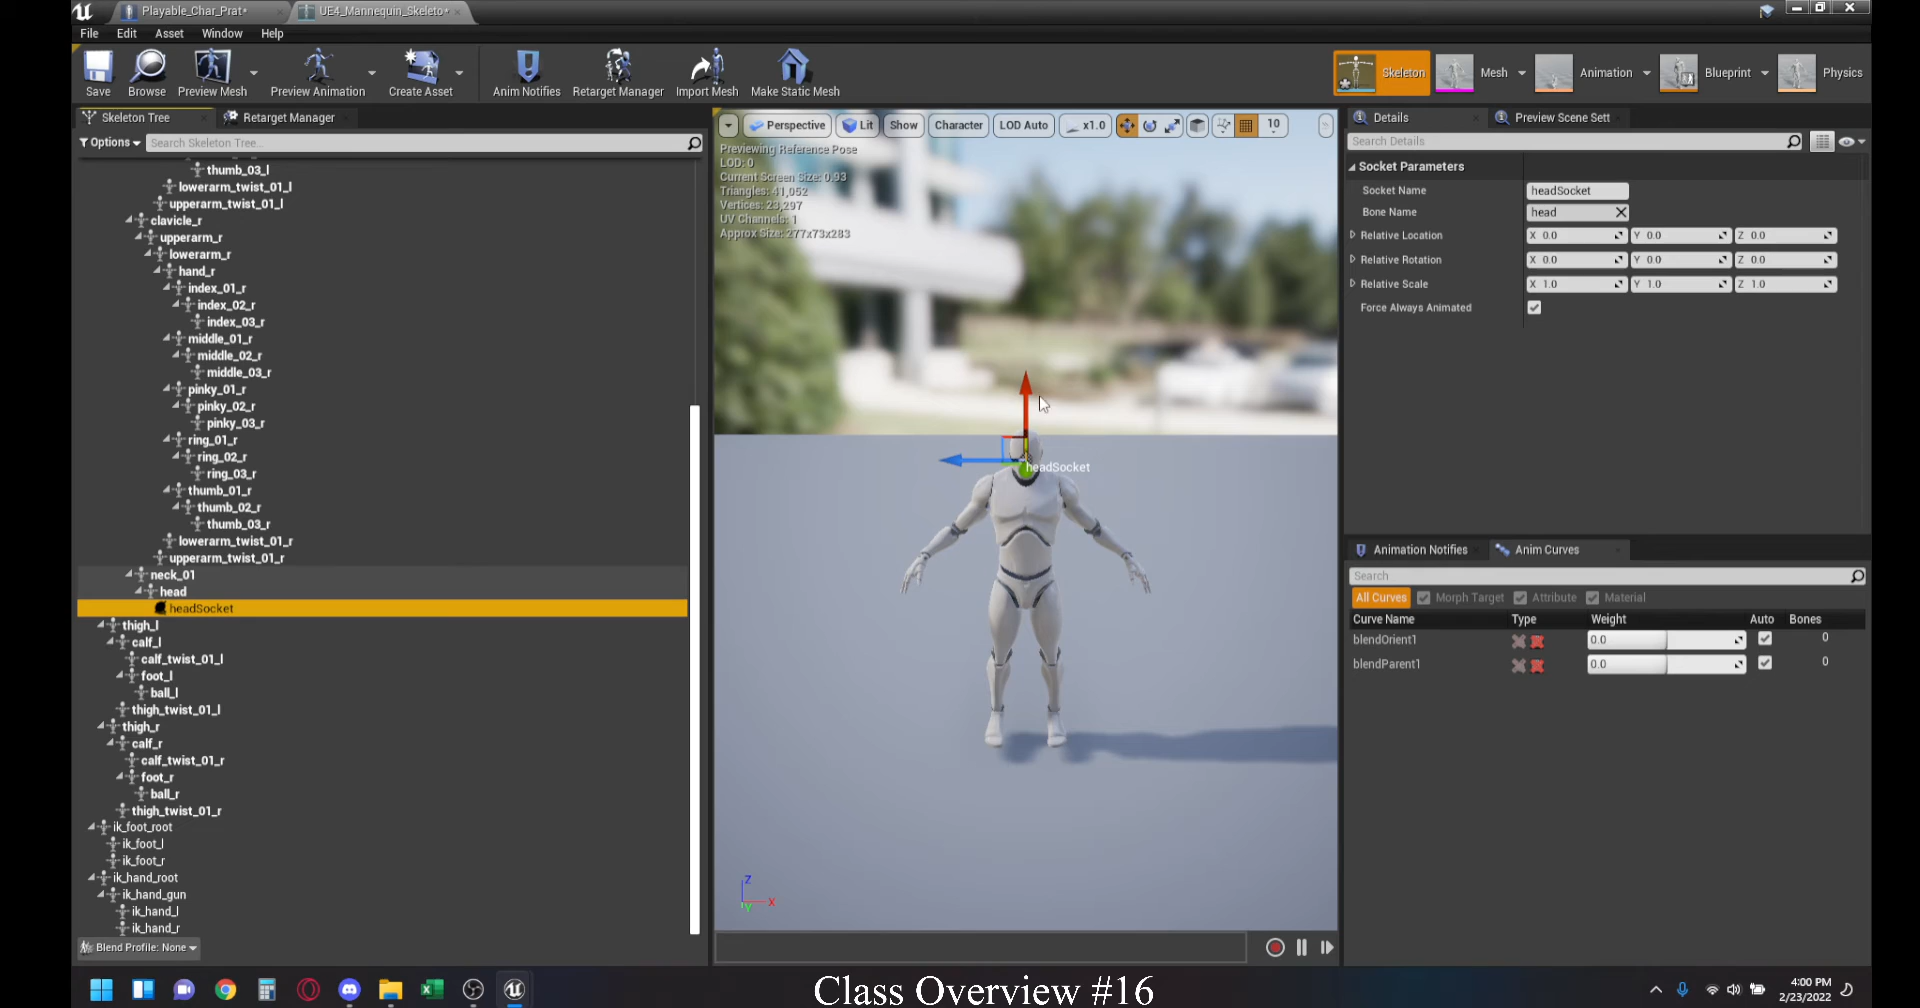 Playable_Char_Prat*
UE4_Mannequin_Skeleto*
File Edit Asset Window Help
Save Browse Preview Mesh Preview Animation Create Asset Anim Notifies Retarget Manager Import Mesh Make Static Mesh
Skeleton Mesh Animation Blueprint Physics
Skeleton Tree Retarget Manager
Options Search Skeleton Tree...
thumb_03_l
lowerarm_twist_01_l
upperarm_twist_01_l
clavicle_r
upperarm_r
lowerarm_r
hand_r
index_01_r
index_02_r
index_03_r
middle_01_r
middle_02_r
middle_03_r
pinky_01_r
pinky_02_r
pinky_03_r
ring_01_r
ring_02_r
ring_03_r
thumb_01_r
thumb_02_r
thumb_03_r
lowerarm_twist_01_r
upperarm_twist_01_r
neck_01
head
headSocket
thigh_l
calf_l
calf_twist_01_l
foot_l
ball_l
thigh_twist_01_l
thigh_r
calf_r
calf_twist_01_r
foot_r
ball_r
thigh_twist_01_r
ik_foot_root
ik_foot_l
ik_foot_r
ik_hand_root
ik_hand_gun
ik_hand_l
ik_hand_r
Blend Profile: None
Perspective Lit Show Character LOD Auto x1.0 10
Previewing Reference Pose
LOD: 0
Current Screen Size: 0.93
Triangles: 41,052
Vertices: 23,297
UV Channels: 1
Approx Size: 277x73x283
headSocket
Z
X
Y
Details Preview Scene Sett
Search Details
Socket Parameters
Socket Name headSocket
Bone Name head
Relative Location X 0.0 Y 0.0 Z 0.0
Relative Rotation X 0.0 Y 0.0 Z 0.0
Relative Scale X 1.0 Y 1.0 Z 1.0
Force Always Animated
Animation Notifies Anim Curves
Search
All Curves Morph Target Attribute Material
Curve Name Type Weight Auto Bones
blendOrient1 0.0 0
blendParent1 0.0 0
Class Overview #16
4:00 PM
2/23/2022